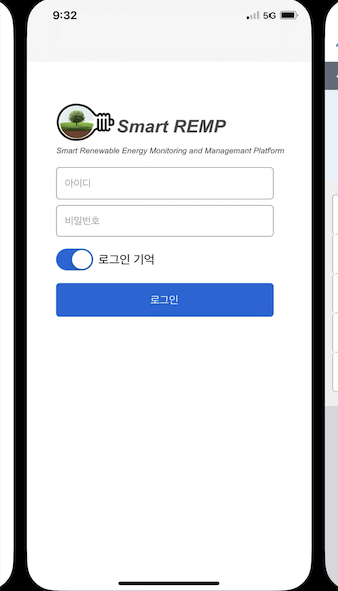 9:32
5G
Smart REMP
Smart Renewable Energy Monitoring and Managemant Platform
아이디
비밀번호
로그인 기억
로그인